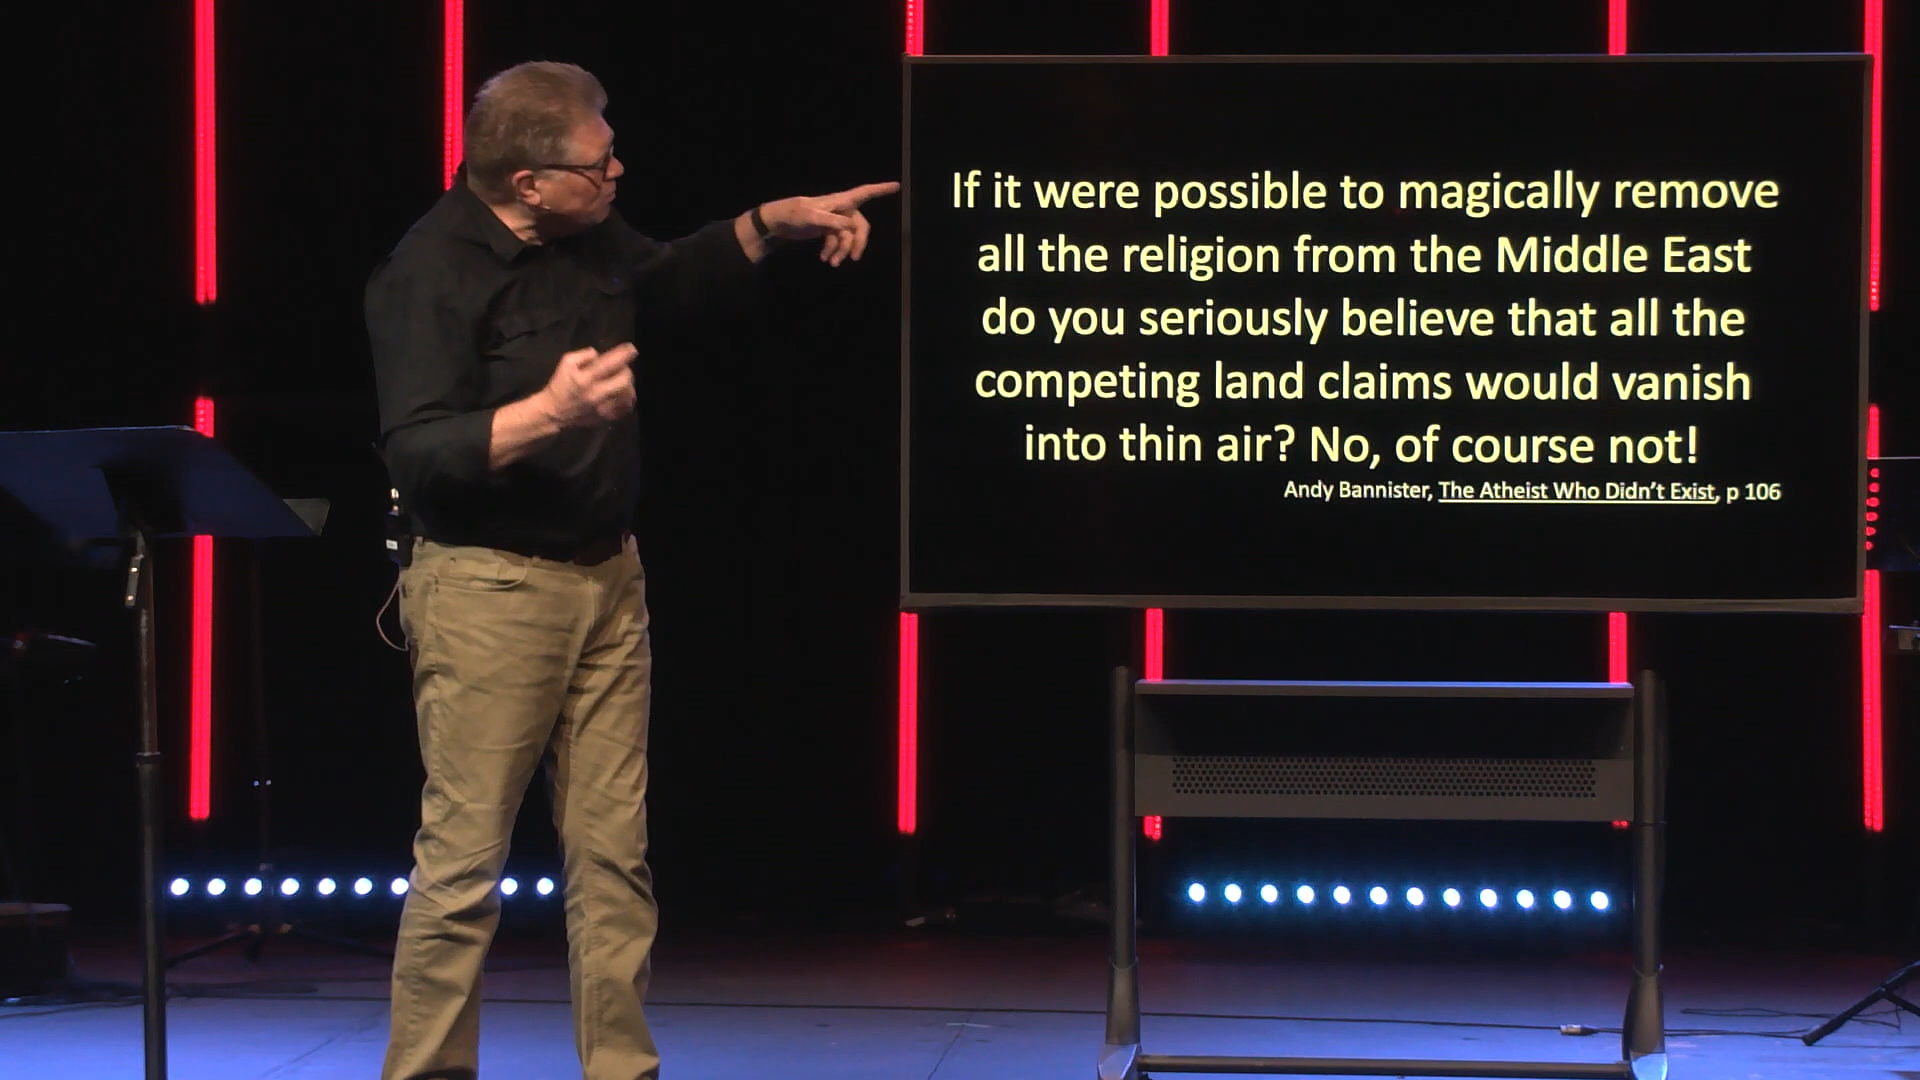 If it were possible to magically remove
all the religion from the Middle East
do you seriously believe that all the
competing land claims would vanish
into thin air? No, of course not!
Andy Bannister, The Atheist Who Didn't Exist, p 106